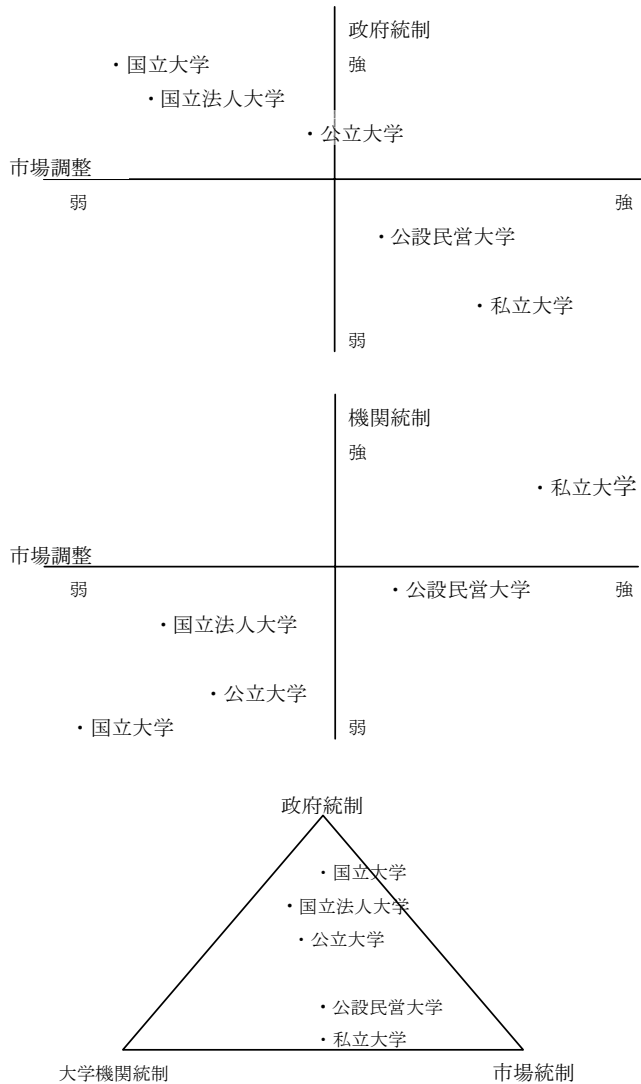 政府統制
強
・国立大学
・国立法人大学
・公立大学
市場調整
弱
強
・公設民営大学
・私立大学
弱
機関統制
強
・私立大学
市場調整
弱
・公設民営大学
強
・国立法人大学
・公立大学
・国立大学
弱
政府統制
・国立大学
・国立法人大学
・公立大学
・公設民営大学
・私立大学
大学機関統制
市場統制